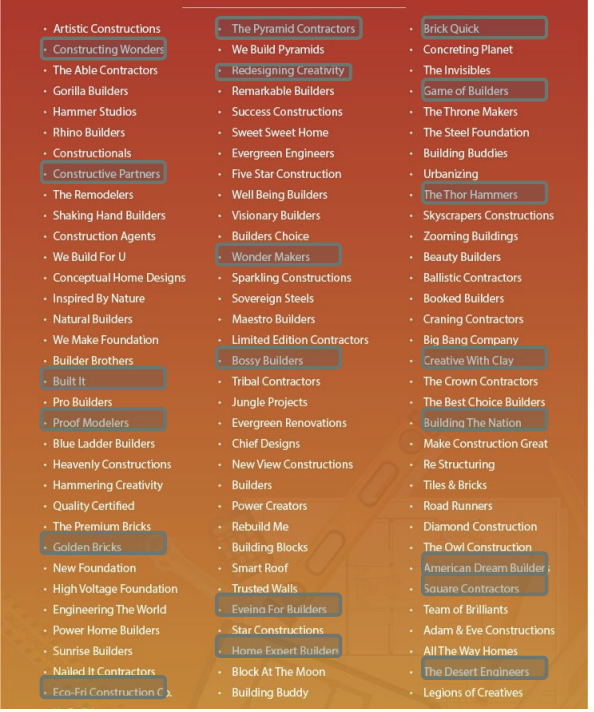 Artistic Constructions
Constructing Wonders
The Able Contractors
Gorilla Builders
Hammer Studios
Rhino Builders
Constructionals
Constructive Partners
The Remodelers
Shaking Hand Builders
Construction Agents
We Build For U
Conceptual Home Designs
Inspired By Nature
Natural Builders
We Make Foundation
Builder Brothers
Built It
Pro Builders
Proof Modelers
Blue Ladder Builders
Heavenly Constructions
Hammering Creativity
Quality Certified
The Premium Bricks
Golden Bricks
New Foundation
High Voltage Foundation
Engineering The World
Power Home Builders
Sunrise Builders
Nailed It Contractors
Eco-Fri Construction Co.
The Pyramid Contractors
We Build Pyramids
Redesigning Creativity
Remarkable Builders
Success Constructions
Sweet Sweet Home
Evergreen Engineers
Five Star Construction
Well Being Builders
Visionary Builders
Builders Choice
Wonder Makers
Sparkling Constructions
Sovereign Steels
Maestro Builders
Limited Edition Contractors
Bossy Builders
Tribal Contractors
Jungle Projects
Evergreen Renovations
Chief Designs
New View Constructions
Builders
Power Creators
Rebuild Me
Building Blocks
Smart Roof
Trusted Walls
Eyeing For Builders
Star Constructions
Home Expert Builders
Block At The Moon
Building Buddy
Brick Quick
Concreting Planet
The Invisibles
Game of Builders
The Throne Makers
The Steel Foundation
Building Buddies
Urbanizing
The Thor Hammers
Skyscrapers Constructions
Zooming Buildings
Beauty Builders
Ballistic Contractors
Booked Builders
Craning Contractors
Big Bang Company
Creative With Clay
The Crown Contractors
The Best Choice Builders
Building The Nation
Make Construction Great
Re Structuring
Tiles & Bricks
Road Runners
Diamond Construction
The Owl Construction
American Dream Builders
Square Contractors
Team of Brilliants
Adam & Eve Constructions
All The Way Homes
The Desert Engineers
Legions of Creatives